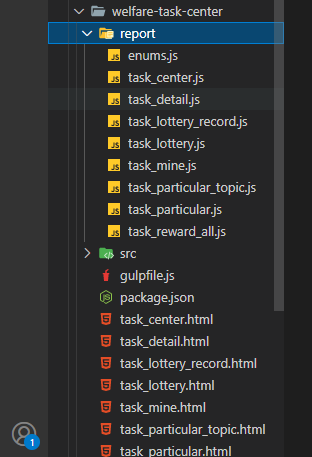 welfare-task-center
report
JS enums.js
JS task_center.js
JS task_detail.js
JS task_lottery_record.js
JS task_lottery.js
JS task_mine.js
JS task_particular_topic.js
JS task_particular.js
JS task_reward_all.js
src
gulpfile.js
package.json
task_center.html
task_detail.html
task_lottery_record.html
task_lottery.html
task_mine.html
task_particular_topic.html
1
task_particular.html